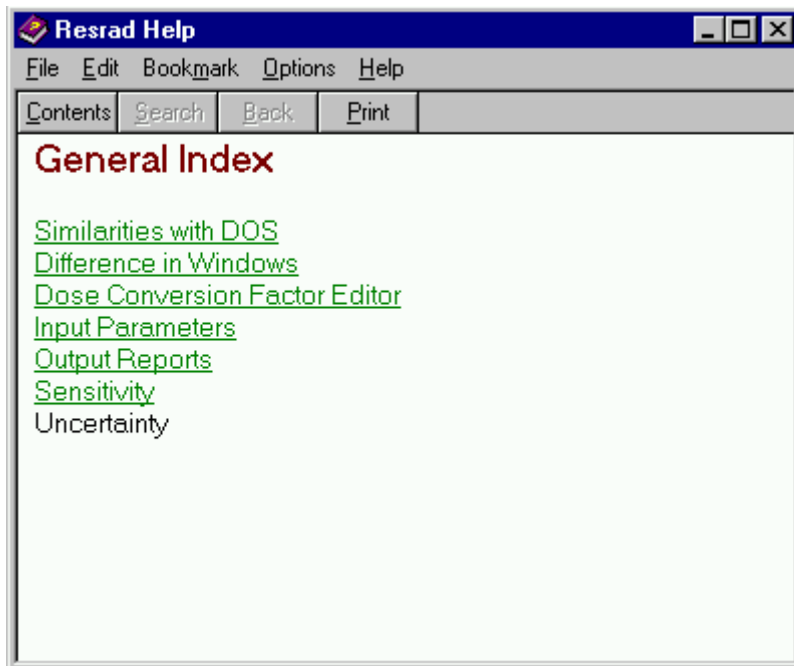 Resrad Help
File Edit Bookmark Options Help
Contents Search Back Print
General Index
Similarities with DOS
Difference in Windows
Dose Conversion Factor Editor
Input Parameters
Output Reports
Sensitivity
Uncertainty